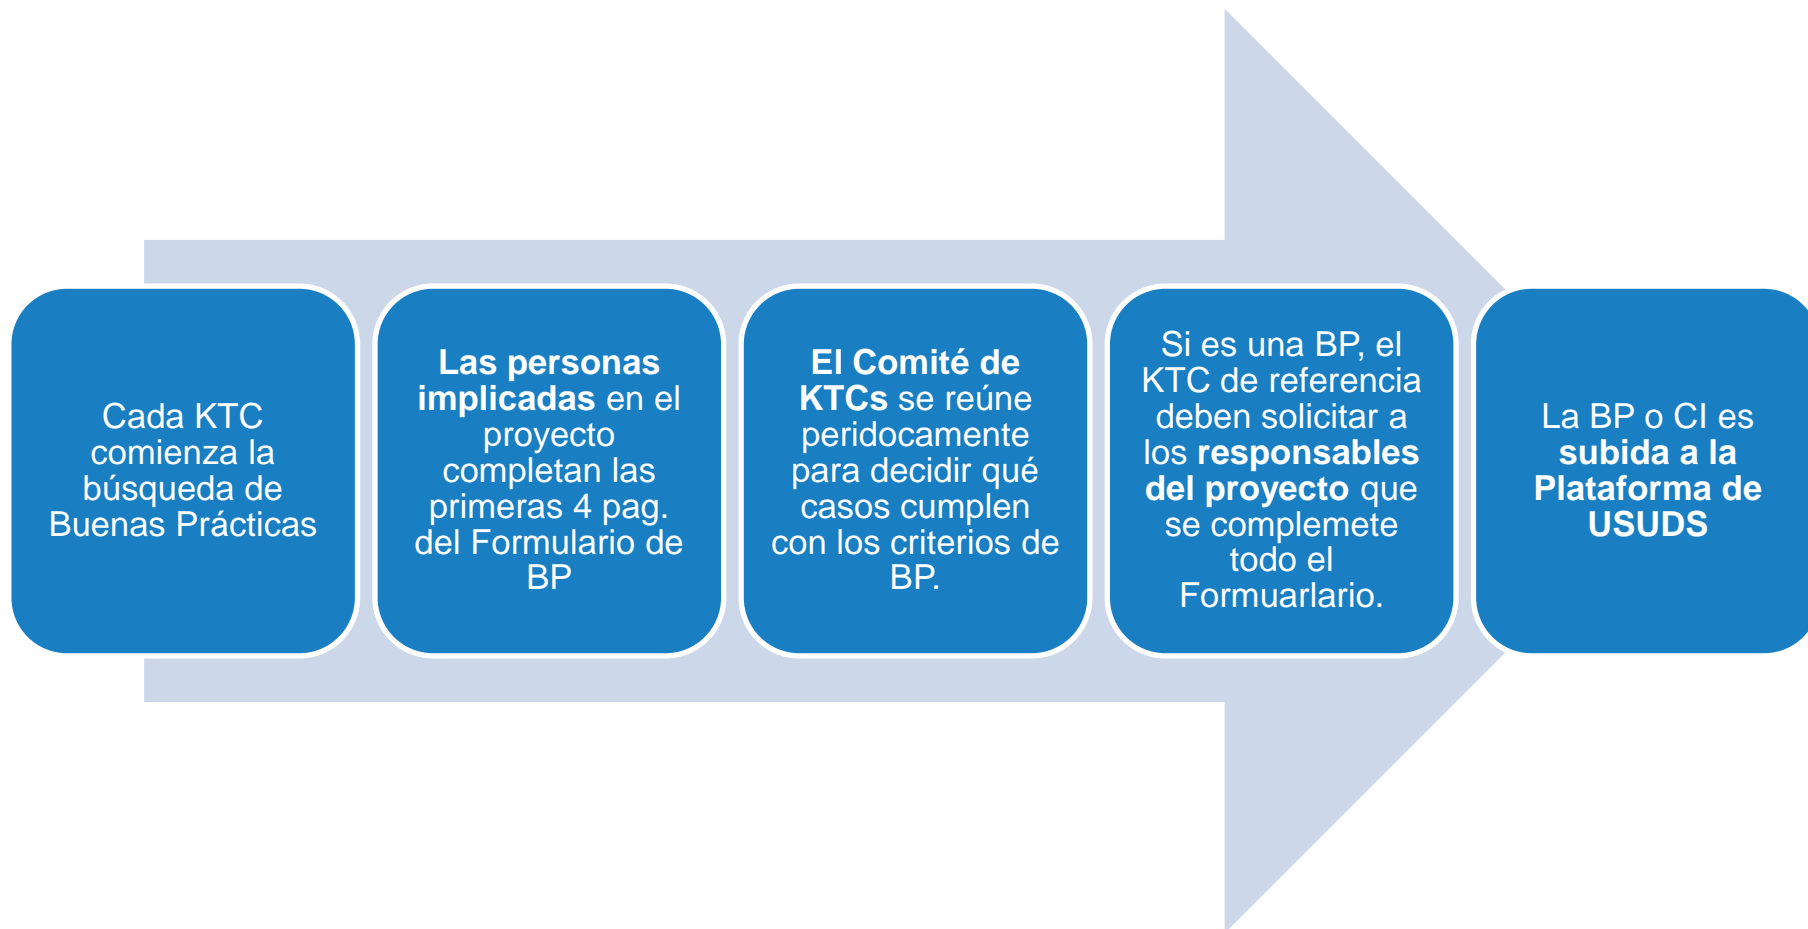 Cada KTC
comienza la
búsqueda de
Buenas Prácticas
Las personas
implicadas en el
proyecto
completan las
primeras 4 pag.
del Formulario de
BP
El Comité de
KTCs se reúne
peridocamente
para decidir qué
casos cumplen
con los criterios de
BP.
Si es una BP, el
KTC de referencia
deben solicitar a
los responsables
del proyecto que
se complemete
todo el
Formuarlario.
La BP o CI es
subida a la
Plataforma de
USUDS